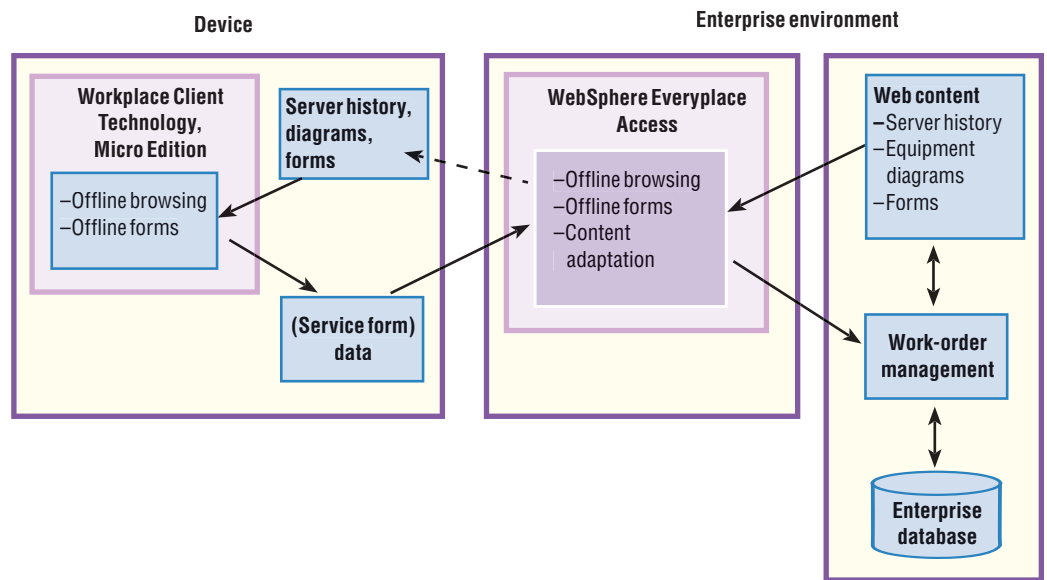 Device
Enterprise environment
Workplace Client
Technology,
Micro Edition
–Offline browsing
–Offline forms
Server history,
diagrams,
forms
(Service form)
data
WebSphere Everyplace
Access
–Offline browsing
–Offline forms
–Content
adaptation
Web content
–Server history
–Equipment
diagrams
–Forms
Work-order
management
Enterprise
database